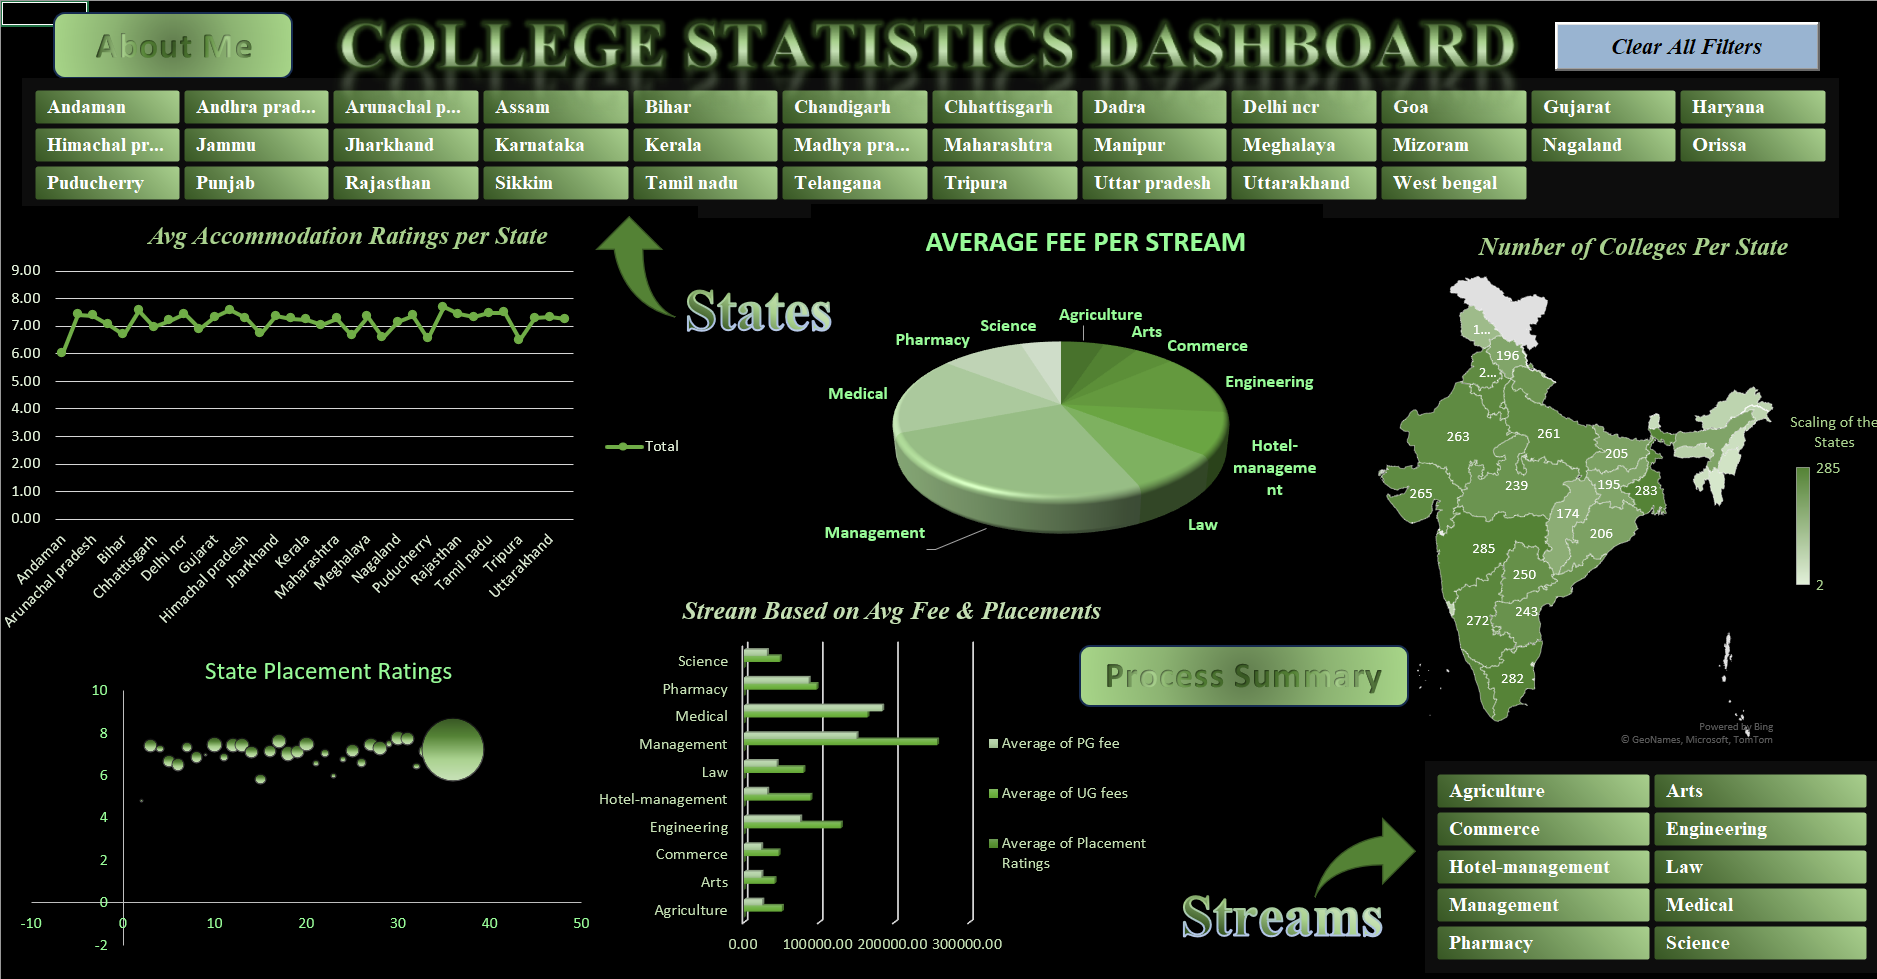 About Me
COLLEGE STATISTICS DASHBOARD
Clear All Filters
Andaman
Andhra prad...
Arunachal p...
Assam
Bihar
Chandigarh
Chhattisgarh
Dadra
Delhi ncr
Goa
Gujarat
Haryana
Himachal pr...
Jammu
Jharkhand
Karnataka
Kerala
Madhya pra...
Maharashtra
Manipur
Meghalaya
Mizoram
Nagaland
Orissa
Puducherry
Punjab
Rajasthan
Sikkim
Tamil nadu
Telangana
Tripura
Uttar pradesh
Uttarakhand
West bengal
Avg Accommodation Ratings per State
9.00
8.00
7.00
6.00
5.00
4.00
3.00
2.00
1.00
0.00
Andaman
Arunachal pradesh
Bihar
Chhattisgarh
Delhi ncr
Gujarat
Himachal pradesh
Jharkhand
Kerala
Maharashtra
Meghalaya
Nagaland
Puducherry
Rajasthan
Tamil nadu
Tripura
Uttarakhand
Total
States
AVERAGE FEE PER STREAM
Agriculture
Arts
Commerce
Engineering
Hotel-
manageme
nt
Law
Management
Medical
Pharmacy
Science
Number of Colleges Per State
1...
196
2...
263
261
205
265
239
195
283
174
206
285
250
243
272
282
Scaling of the
States
285
2
Powered by Bing
© GeoNames, Microsoft, TomTom
State Placement Ratings
10
8
6
4
2
0
-2
-10
0
10
20
30
40
50
Stream Based on Avg Fee & Placements
Science
Pharmacy
Medical
Management
Law
Hotel-management
Engineering
Commerce
Arts
Agriculture
0.00
100000.00
200000.00
300000.00
Average of PG fee
Average of UG fees
Average of Placement
Ratings
Process Summary
Streams
Agriculture
Arts
Commerce
Engineering
Hotel-management
Law
Management
Medical
Pharmacy
Science